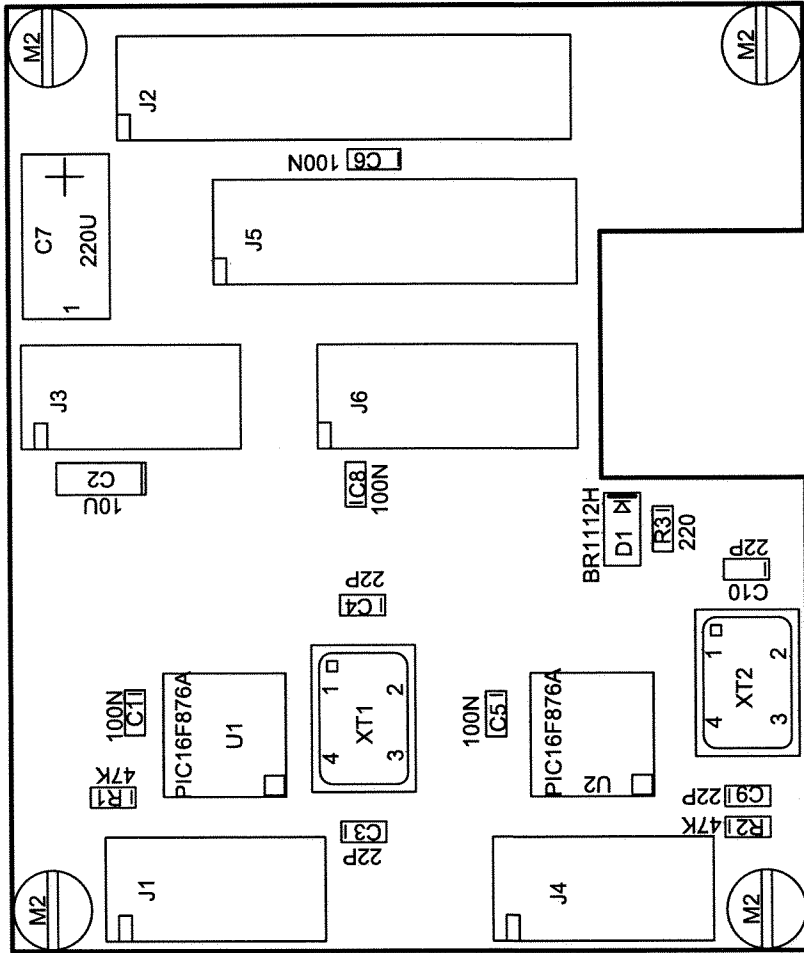 M2
M2
J2
100N
C6
C7
220U
1
J5
J3
J6
C2
10U
C8
100N
BR1112H
D1
R3
220
22P
C4
22P
C10
100N
C1
PIC16F876A
U1
1
2
3
4
XT1
100N
C5
PIC16F876A
U2
1
2
3
4
XT2
47K
R1
C3
22P
22P
C9
47K
R2
J1
J4
M2
M2